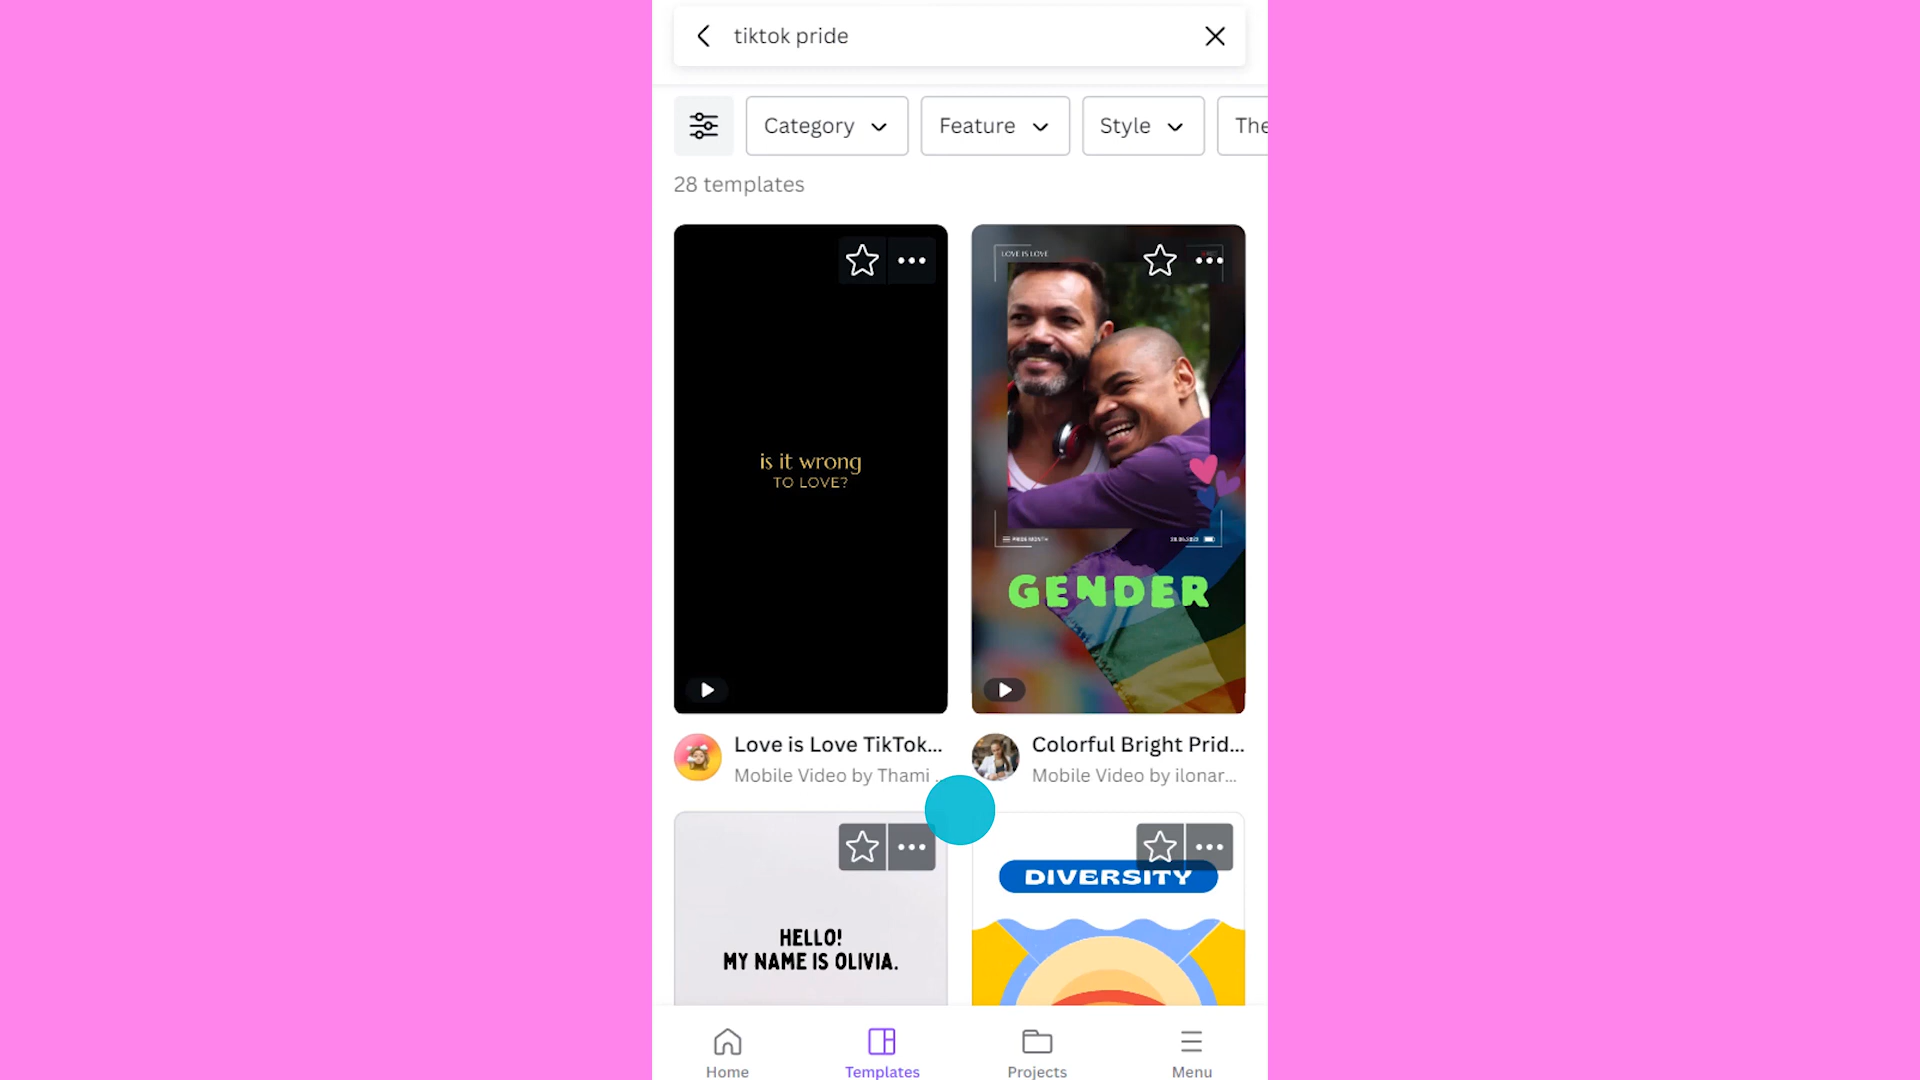 tiktok pride
Category
Feature
Style
The
28 templates
is it wrong
TO LOVE?
LOVE IS LOVE
PRIDE MONTH
GENDER
Love is Love TikTok...
Mobile Video by Thami ...
Colorful Bright Prid...
Mobile Video by ilonar...
HELLO!
MY NAME IS OLIVIA.
DIVERSITY
Home
Templates
Projects
Menu